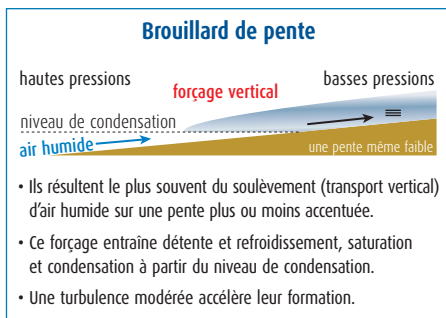 Brouillard de pente
hautes pressions
forçage vertical
basses pressions
niveau de condensation
air humide
une pente même faible
• Ils résultent le plus souvent du soulèvement (transport vertical)
d'air humide sur une pente plus ou moins accentuée.
• Ce forçage entraîne détente et refroidissement, saturation
et condensation à partir du niveau de condensation.
• Une turbulence modérée accélère leur formation.